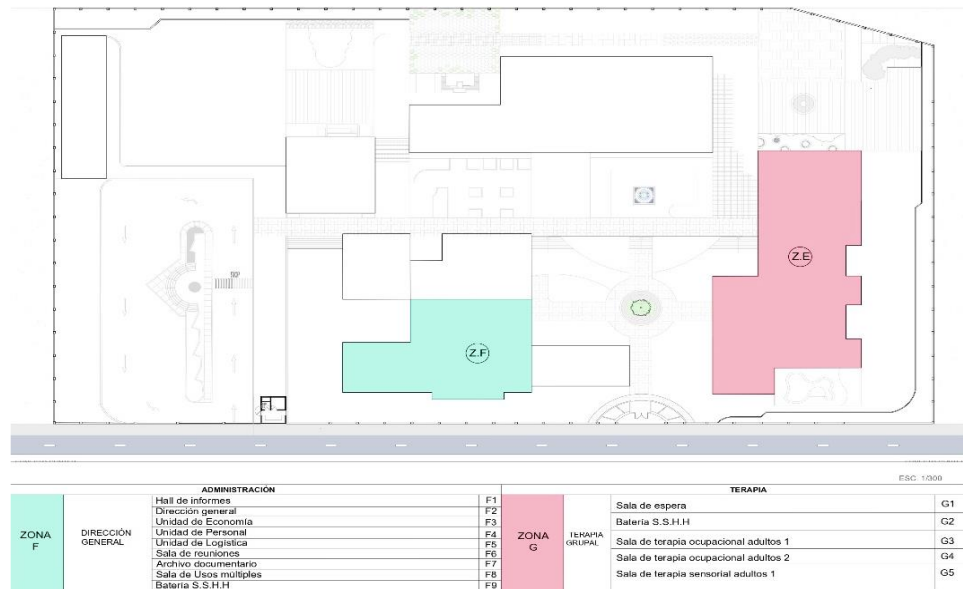 Z.E
Z.F
ESC. 1/300
ADMINISTRACIÓN
ZONA F
DIRECCIÓN GENERAL
Hall de informes F1
Dirección general F2
Unidad de Economía F3
Unidad de Personal F4
Unidad de Logística F5
Sala de reuniones F6
Archivo documentario F7
Sala de Usos múltiples F8
Batería S.S.H.H F9
TERAPIA
ZONA G
TERAPIA GRUPAL
Sala de espera G1
Batería S.S.H.H G2
Sala de terapia ocupacional adultos 1 G3
Sala de terapia ocupacional adultos 2 G4
Sala de terapia sensorial adultos 1 G5